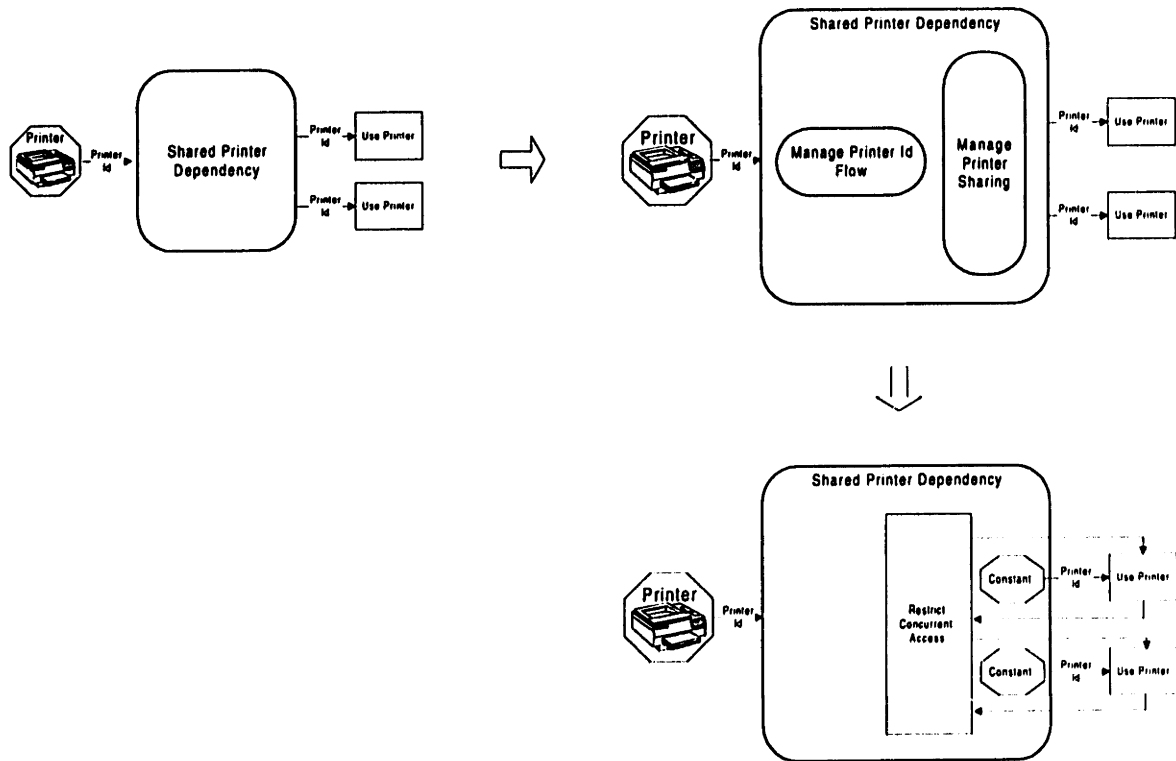 Printer
Printer
Id
Shared Printer
Dependency
Printer
Id
Use Printer
Printer
Id
Use Printer
Shared Printer Dependency
Printer
Printer
Id
Manage Printer Id
Flow
Manage
Printer
Sharing
Printer
Id
Use Printer
Printer
Id
Use Printer
Shared Printer Dependency
Printer
Printer
Id
Restrict
Concurrent
Access
Constant
Printer
Id
Use Printer
Constant
Printer
Id
Use Printer